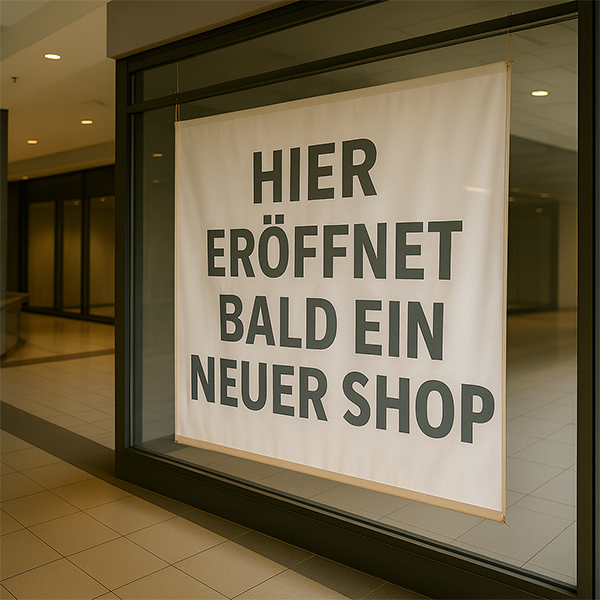 HIER
ERÖFFNET
BALD EIN
NEUER SHOP